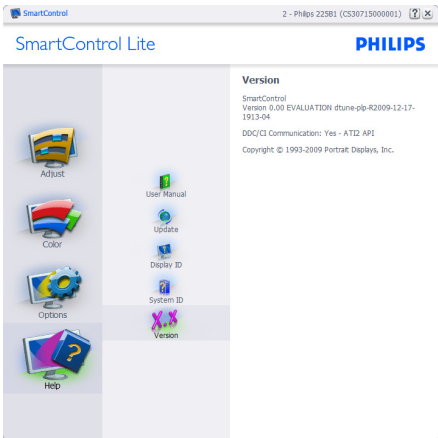 SmartControl
2 - Philips 225B1 (CS30715000001)
? X
SmartControl Lite
PHILIPS
Adjust
Color
Options
Help
User Manual
Update
Display ID
System ID
X.X
Version
Version
SmartControl
Version 0.00 EVALUATION dtune-plp-R2009-12-17-
1913-04
DDC/CI Communication: Yes - ATI2 API
Copyright © 1993-2009 Portrait Displays, Inc.